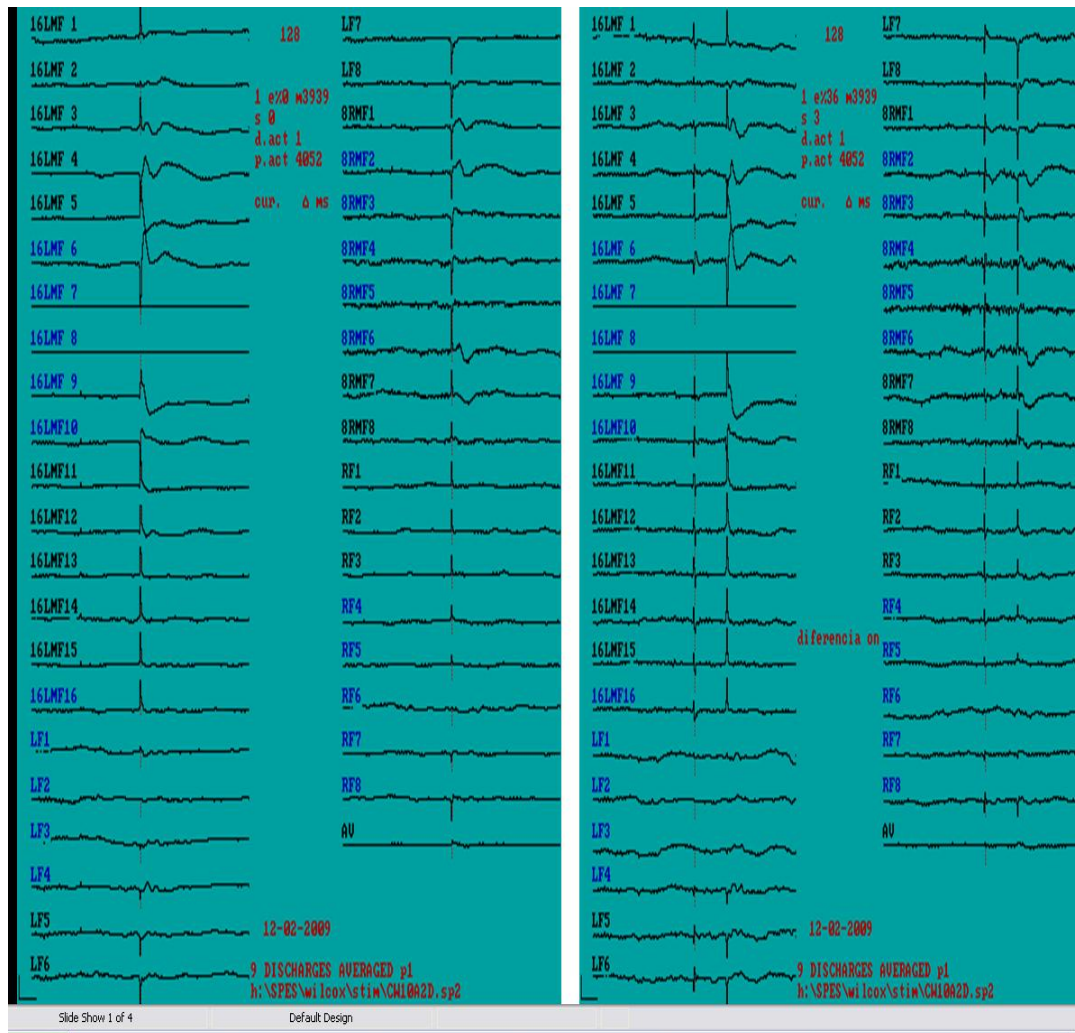 16LMF 1
16LMF 2
16LMF 3
16LMF 4
16LMF 5
16LMF 6
16LMF 7
16LMF 8
16LMF 9
16LMF10
16LMF11
16LMF12
16LMF13
16LMF14
16LMF15
16LMF16
LF1
LF2
LF3
LF4
LF5
LF6
128
1 e%0 m3939
s 0
d.act 1
p.act 4052
cur. Δ ms
12-02-2009
9 DISCHARGES AVERAGED p1
h:\SPES\wilcox\stim\CW10A2D.sp2
LF7
LF8
8RMF1
8RMF2
8RMF3
8RMF4
8RMF5
8RMF6
8RMF7
8RMF8
RF1
RF2
RF3
RF4
RF5
RF6
RF7
RF8
AV
16LMF 1
16LMF 2
16LMF 3
16LMF 4
16LMF 5
16LMF 6
16LMF 7
16LMF 8
16LMF 9
16LMF10
16LMF11
16LMF12
16LMF13
16LMF14
16LMF15
16LMF16
LF1
LF2
LF3
LF4
LF5
LF6
128
1 e%36 m3939
s 3
d.act 1
p.act 4052
cur. Δ ms
diferencia on
12-02-2009
9 DISCHARGES AVERAGED p1
h:\SPES\wilcox\stim\CW10A2D.sp2
LF7
LF8
8RMF1
8RMF2
8RMF3
8RMF4
8RMF5
8RMF6
8RMF7
8RMF8
RF1
RF2
RF3
RF4
RF5
RF6
RF7
RF8
AV
Slide Show 1 of 4
Default Design